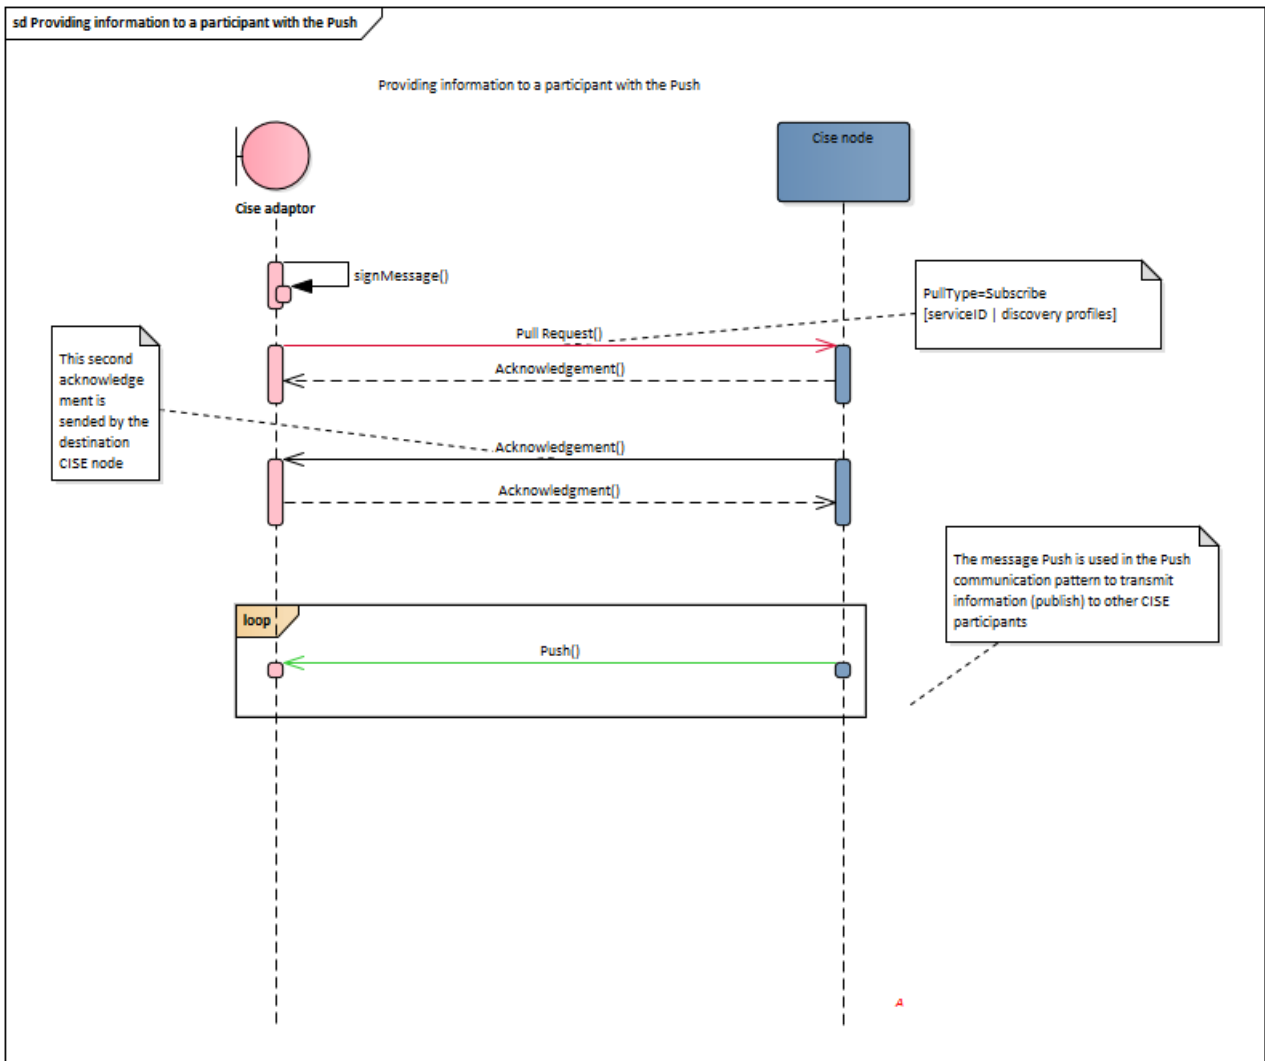 sd Providing information to a participant with the Push
Providing information to a participant with the Push
Cise node
Cise adaptor
signMessage()
PullType=Subscribe
[serviceID | discovery profiles]
Pull Request()
This second
acknowledge
ment is
sended by the
destination
CISE node
Acknowledgement()
Acknowledgement()
Acknowledgment()
The message Push is used in the Push
communication pattern to transmit
information (publish) to other CISE
participants
loop
Push()
A